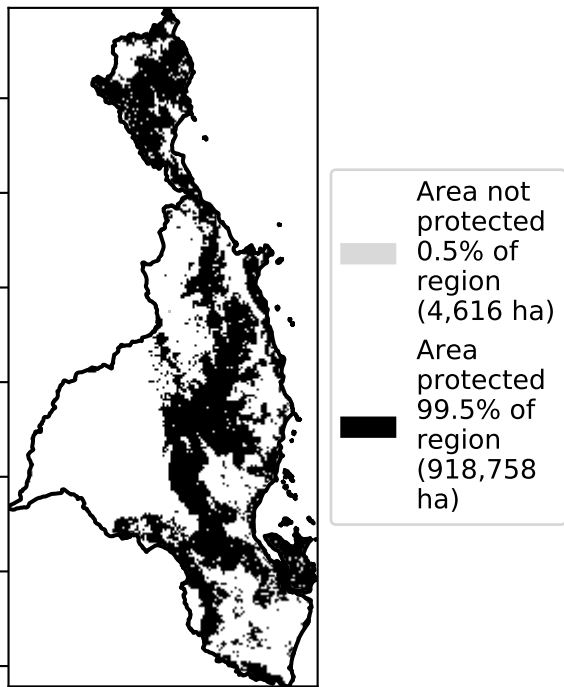 Area not
protected
0.5% of
region
(4,616 ha)
Area
protected
99.5% of
region
(918,758
ha)